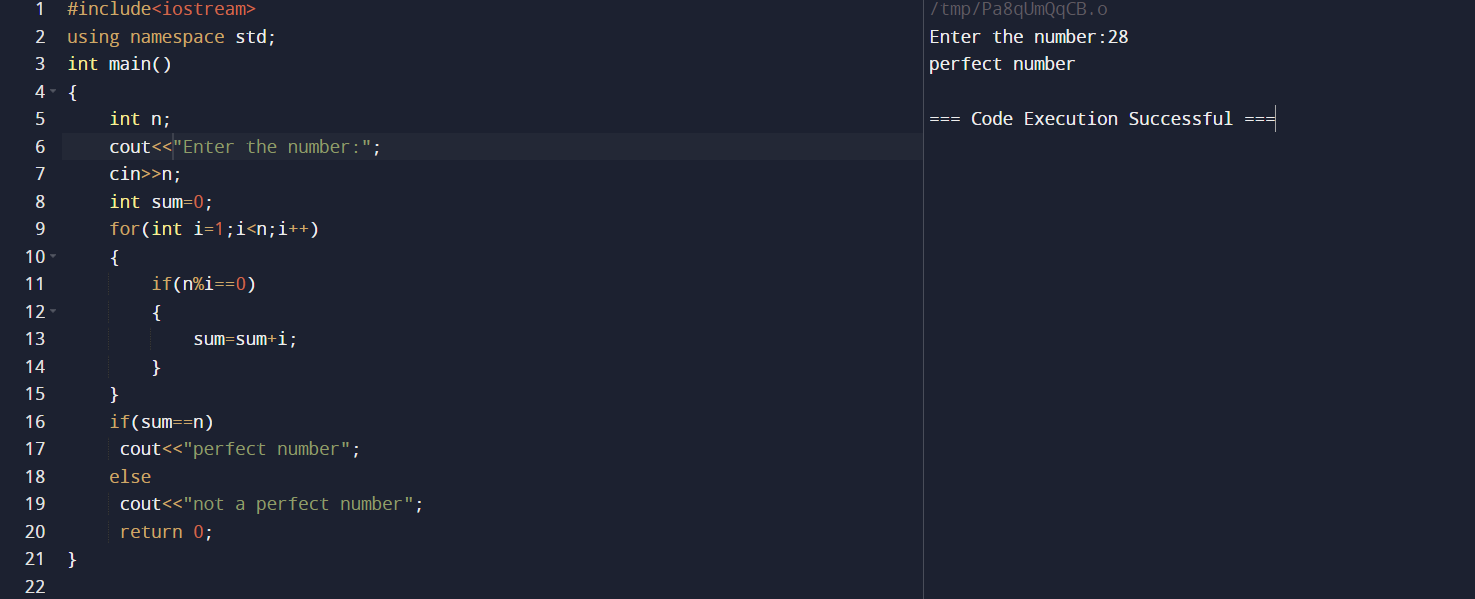 1 #include<iostream>
2 using namespace std;
3 int main()
4 {
5     int n;
6     cout<<"Enter the number:";
7     cin>>n;
8     int sum=0;
9     for(int i=1;i<n;i++)
10     {
11         if(n%i==0)
12         {
13             sum=sum+i;
14         }
15     }
16     if(sum==n)
17      cout<<"perfect number";
18     else
19      cout<<"not a perfect number";
20      return 0;
21 }
22
/tmp/Pa8qUmQqCB.o
Enter the number:28
perfect number
=== Code Execution Successful ===